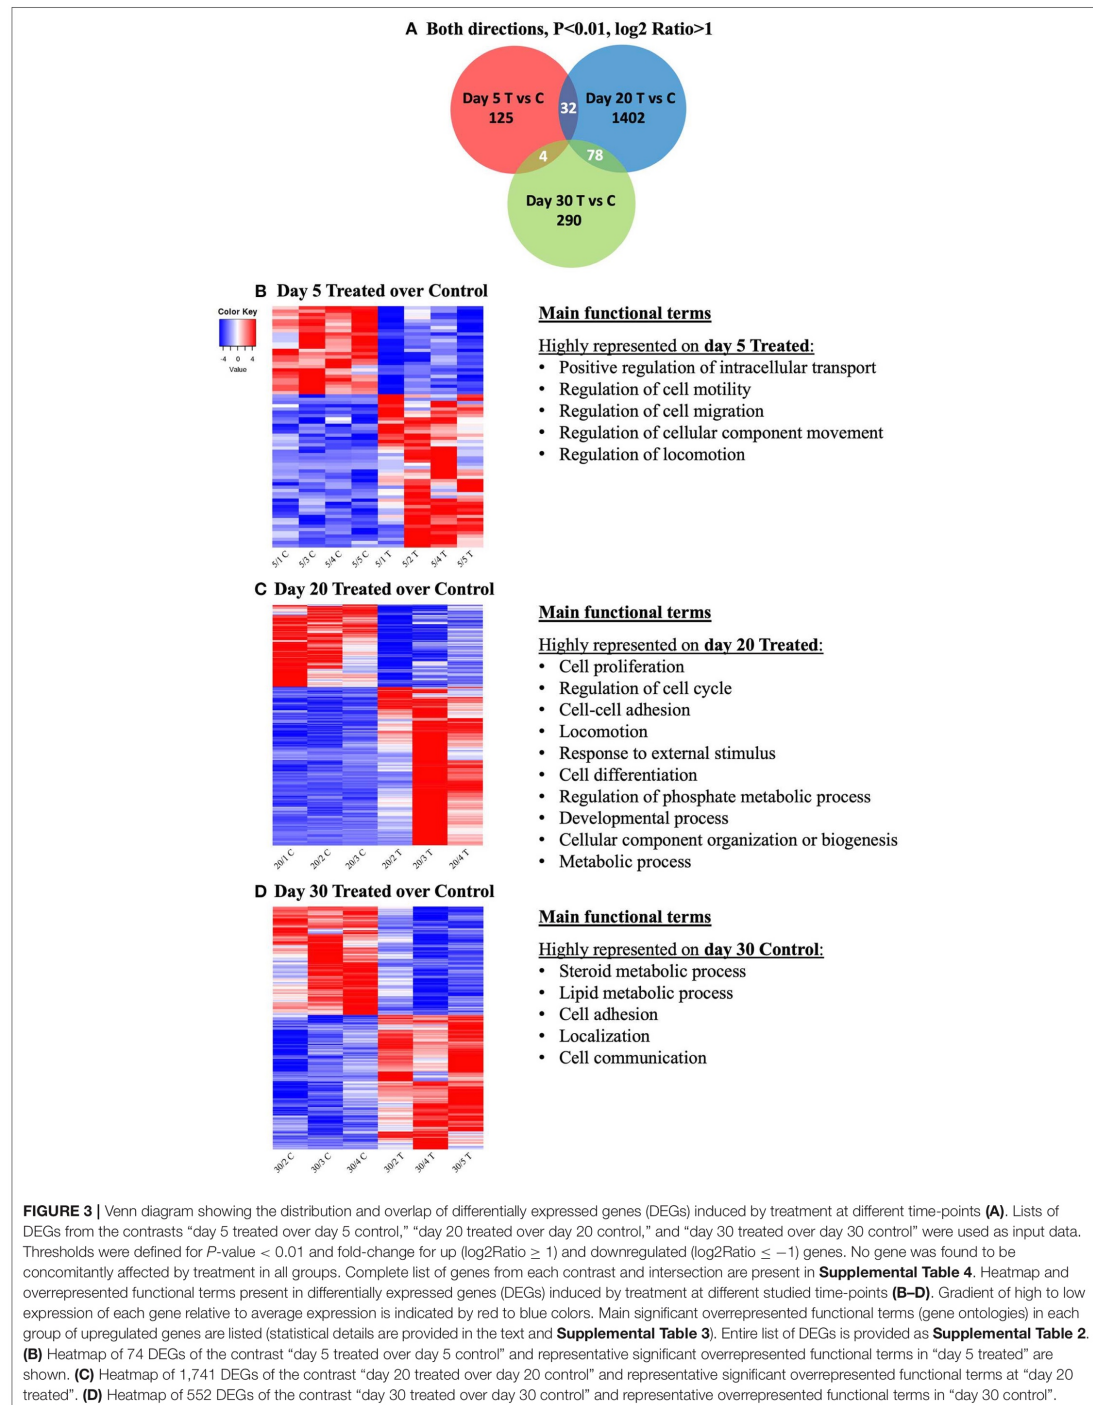 A Both directions, P<0.01, log2 Ratio>1
Day 5 T vs C
125
32
Day 20 T vs C
1402
4
78
Day 30 T vs C
290
B Day 5 Treated over Control
Color Key
-4 0 4
Value
5/1 C 5/3 C 5/4 C 5/5 C 5/1 T 5/2 T 5/4 T 5/5 T
Main functional terms
Highly represented on day 5 Treated:
• Positive regulation of intracellular transport
• Regulation of cell motility
• Regulation of cell migration
• Regulation of cellular component movement
• Regulation of locomotion
C Day 20 Treated over Control
20/1 C 20/2 C 20/3 C 20/2 T 20/3 T 20/4 T
Main functional terms
Highly represented on day 20 Treated:
• Cell proliferation
• Regulation of cell cycle
• Cell-cell adhesion
• Locomotion
• Response to external stimulus
• Cell differentiation
• Regulation of phosphate metabolic process
• Developmental process
• Cellular component organization or biogenesis
• Metabolic process
D Day 30 Treated over Control
30/2 C 30/3 C 30/4 C 30/2 T 30/4 T 30/5 T
Main functional terms
Highly represented on day 30 Control:
• Steroid metabolic process
• Lipid metabolic process
• Cell adhesion
• Localization
• Cell communication
FIGURE 3 | Venn diagram showing the distribution and overlap of differentially expressed genes (DEGs) induced by treatment at different time-points (A). Lists of
DEGs from the contrasts “day 5 treated over day 5 control,” “day 20 treated over day 20 control,” and “day 30 treated over day 30 control” were used as input data.
Thresholds were defined for P-value < 0.01 and fold-change for up (log2Ratio ≥ 1) and downregulated (log2Ratio ≤ −1) genes. No gene was found to be
concomitantly affected by treatment in all groups. Complete list of genes from each contrast and intersection are present in Supplemental Table 4. Heatmap and
overrepresented functional terms present in differentially expressed genes (DEGs) induced by treatment at different studied time-points (B–D). Gradient of high to low
expression of each gene relative to average expression is indicated by red to blue colors. Main significant overrepresented functional terms (gene ontologies) in each
group of upregulated genes are listed (statistical details are provided in the text and Supplemental Table 3). Entire list of DEGs is provided as Supplemental Table 2.
(B) Heatmap of 74 DEGs of the contrast “day 5 treated over day 5 control” and representative significant overrepresented functional terms in “day 5 treated” are
shown. (C) Heatmap of 1,741 DEGs of the contrast “day 20 treated over day 20 control” and representative significant overrepresented functional terms at “day 20
treated”. (D) Heatmap of 552 DEGs of the contrast “day 30 treated over day 30 control” and representative overrepresented functional terms in “day 30 control”.